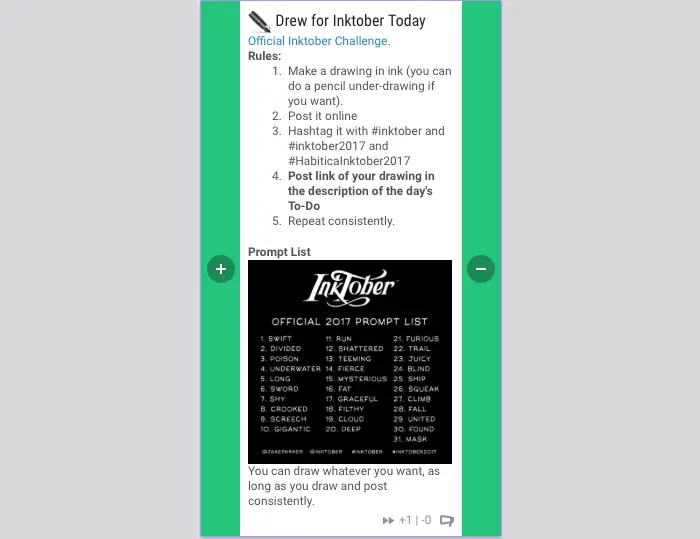 Drew for Inktober Today
Official Inktober Challenge.
Rules:
1. Make a drawing in ink (you can
do a pencil under-drawing if
you want).
2. Post it online
3. Hashtag it with #inktober and
#inktober2017 and
#HabiticaInktober2017
4. Post link of your drawing in
the description of the day's
To-Do
5. Repeat consistently.
Prompt List
InkTober
OFFICIAL 2017 PROMPT LIST
1. SWIFT
2. DIVIDED
3. POISON
4. UNDERWATER
5. LONG
6. SWORD
7. SHY
8. CROOKED
9. SCREECH
10. GIGANTIC
11. RUN
12. SHATTERED
13. TEEMING
14. FIERCE
15. MYSTERIOUS
16. FAT
17. GRACEFUL
18. FILTHY
19. CLOUD
20. DEEP
21. FURIOUS
22. TRAIL
23. JUICY
24. BLIND
25. SHIP
26. SQUEAK
27. CLIMB
28. FALL
29. UNITED
30. FOUND
31. MASK
@JAKEPARKER @INKTOBER #INKTOBER #INKTOBER2017
You can draw whatever you want, as
long as you draw and post
consistently.
+1 | -0